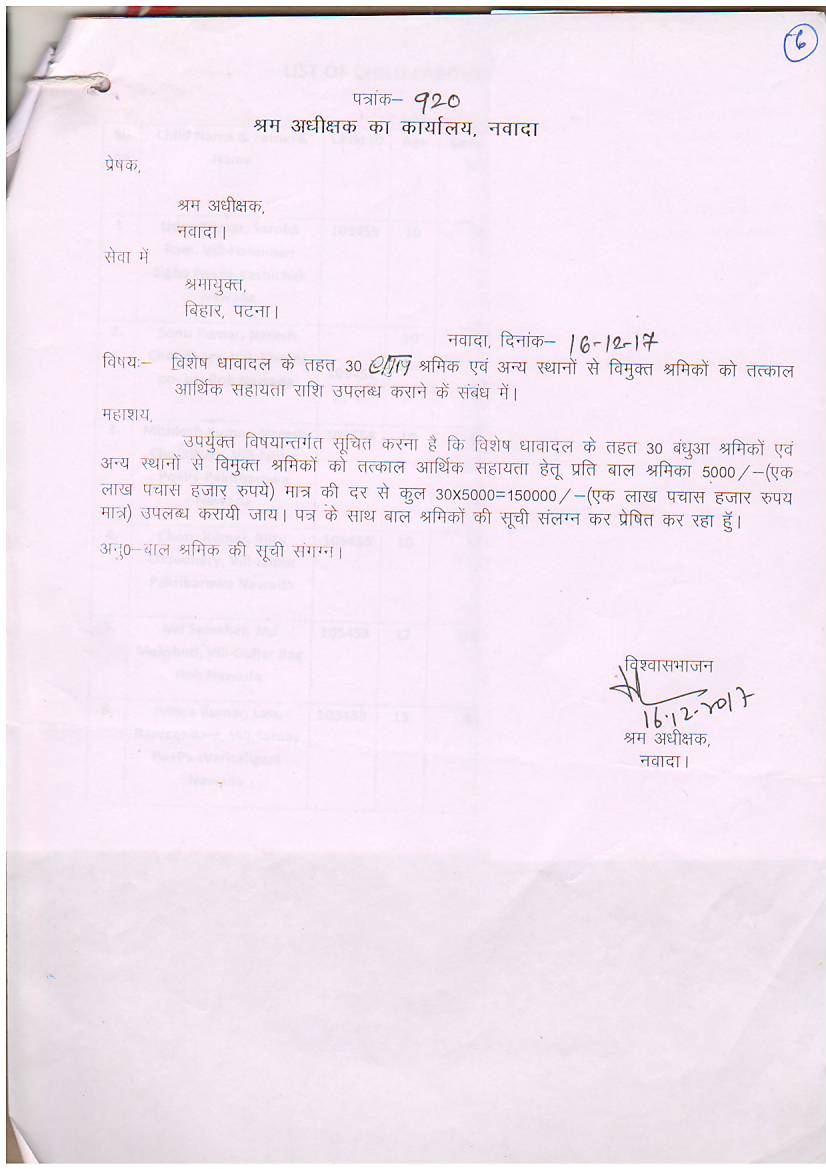 6
पत्रांक– 920
श्रम अधीक्षक का कार्यालय, नवादा
प्रेषक,
श्रम अधीक्षक,
नवादा।
सेवा में
श्रमायुक्त,
बिहार, पटना।
नवादा, दिनांक– 16-12-17
विषयः– विशेष धावादल के तहत 30 बाल श्रमिक एवं अन्य स्थानों से विमुक्त श्रमिकों को तत्काल
आर्थिक सहायता राशि उपलब्ध कराने कें संबंध में।
महाशय,
उपर्युक्त विषयान्तर्गत सूचित करना है कि विशेष धावादल के तहत 30 बंधुआ श्रमिकों एवं
अन्य स्थानों से विमुक्त श्रमिकों को तत्काल आर्थिक सहायता हेतू प्रति बाल श्रमिका 5000/–(एक
लाख पचास हजार रुपये) मात्र की दर से कुल 30X5000=150000/–(एक लाख पचास हजार रुपय
मात्र) उपलब्ध करायी जाय। पत्र के साथ बाल श्रमिकों की सूची संलग्न कर प्रेषित कर रहा हुॅ।
अनु0–बाल श्रमिक की सूची संगग्न।
विश्वासभाजन
16.12.2017
श्रम अधीक्षक,
नवादा।